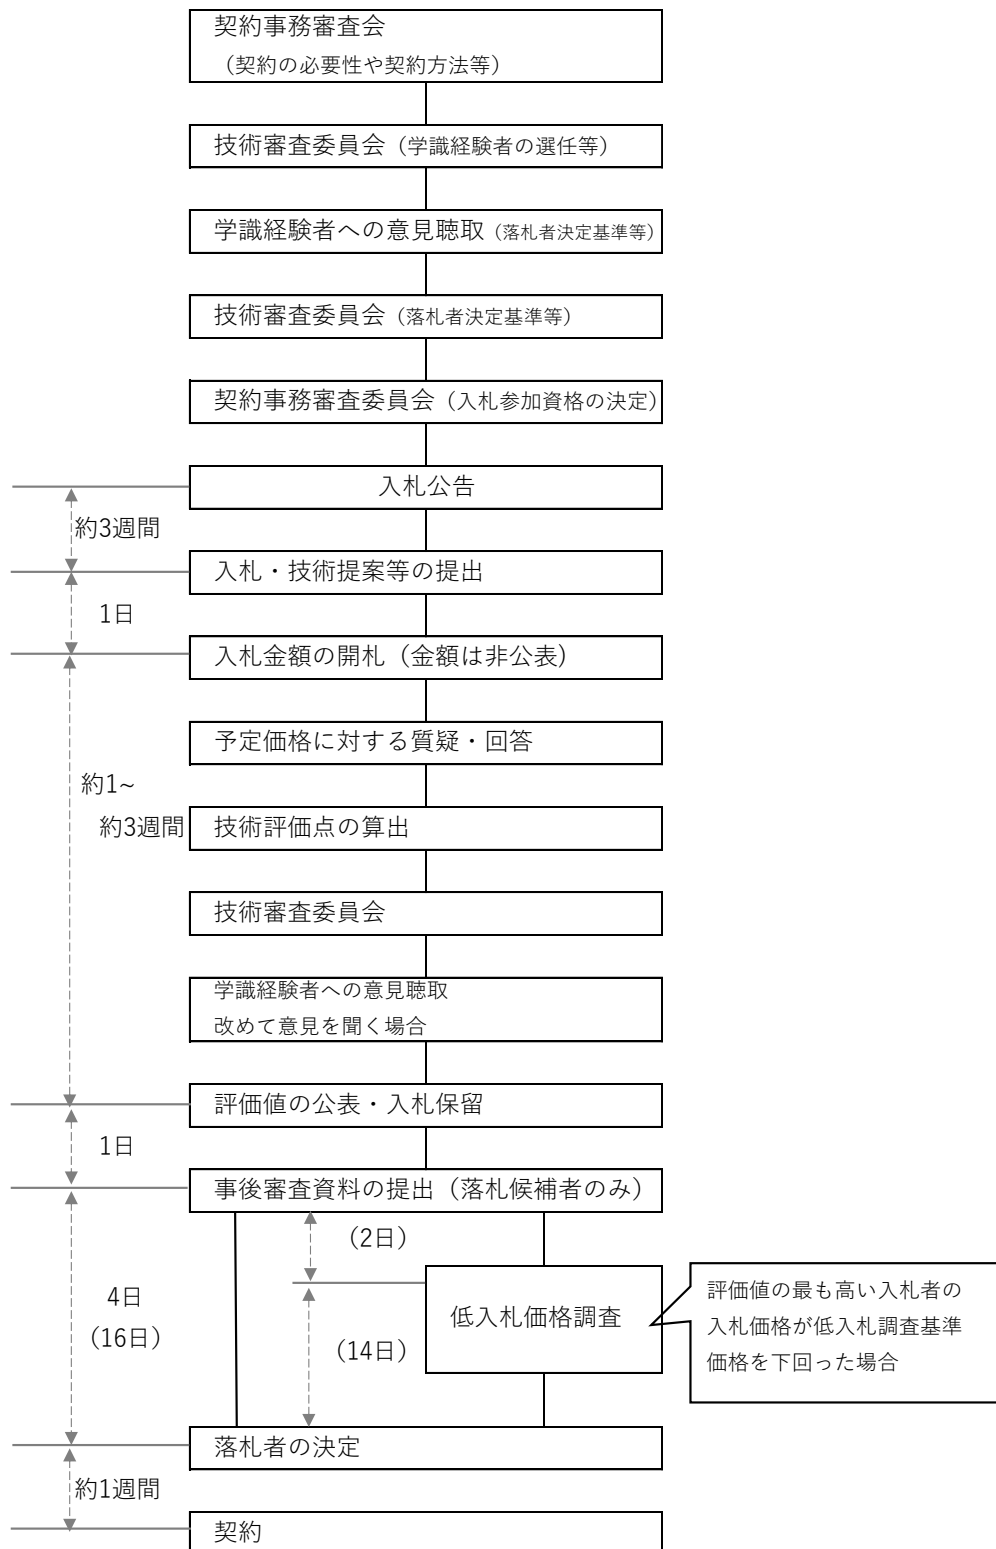 契約事務審査会
（契約の必要性や契約方法等）
技術審査委員会（学識経験者の選任等）
学識経験者への意見聴取（落札者決定基準等）
技術審査委員会（落札者決定基準等）
契約事務審査委員会（入札参加資格の決定）
入札公告
約3週間
入札・技術提案等の提出
1日
入札金額の開札（金額は非公表）
予定価格に対する質疑・回答
約1~
約3週間
技術評価点の算出
技術審査委員会
学識経験者への意見聴取
改めて意見を聞く場合
評価値の公表・入札保留
1日
事後審査資料の提出（落札候補者のみ）
（2日）
4日
（16日）
（14日）
低入札価格調査
評価値の最も高い入札者の
入札価格が低入札調査基準
価格を下回った場合
落札者の決定
約1週間
契約